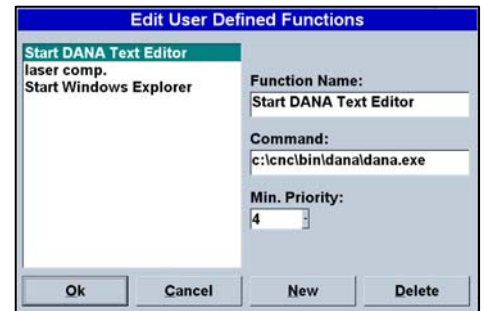 Edit User Defined Functions
Start DANA Text Editor
laser comp.
Start Windows Explorer
Function Name:
Start DANA Text Editor
Command:
c:\cnc\bin\dana\dana.exe
Min. Priority:
4
Ok Cancel New Delete